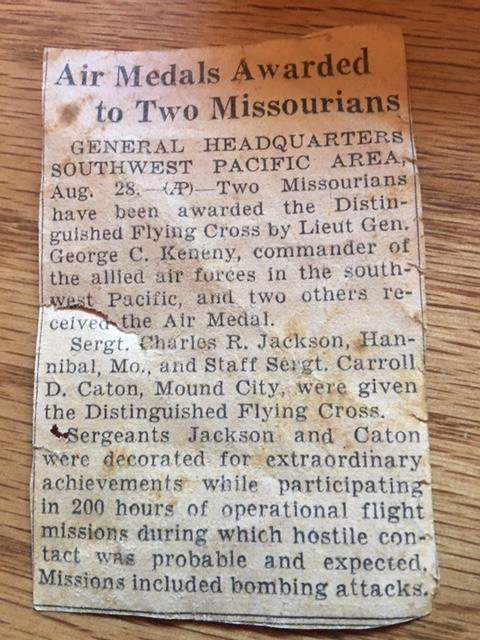 Air Medals Awarded
to Two Missourians
GENERAL HEADQUARTERS
SOUTHWEST PACIFIC AREA,
Aug. 28.—(AP)—Two Missourians
have been awarded the Distin-
guished Flying Cross by Lieut Gen.
George C. Keneny, commander of
the allied air forces in the south-
west Pacific, and two others re-
ceived the Air Medal.
Sergt. Charles R. Jackson, Han-
nibal, Mo., and Staff Sergt. Carroll
D. Caton, Mound City, were given
the Distinguished Flying Cross.
Sergeants Jackson and Caton
were decorated for extraordinary
achievements while participating
in 200 hours of operational flight
missions during which hostile con-
tact was probable and expected.
Missions included bombing attacks.